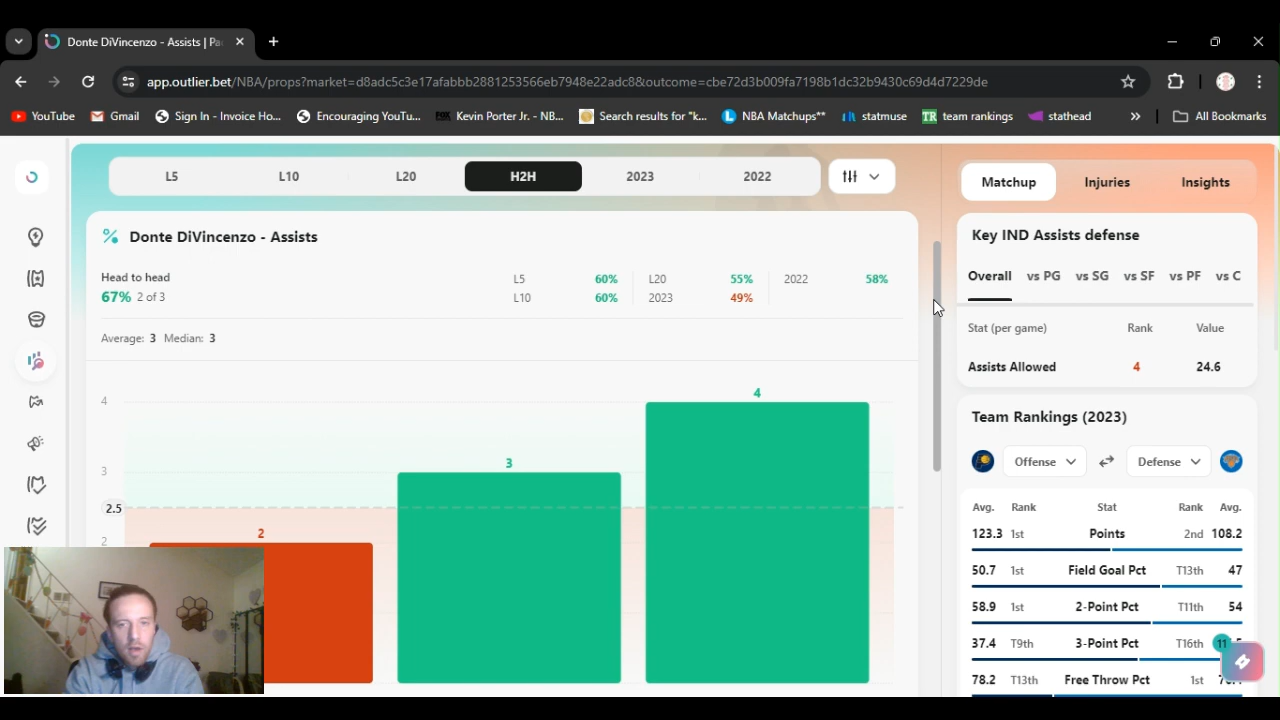 Donte DiVincenzo - Assists | Pa
app.outlier.bet/NBA/props?market=d8adc5c3e17afabbb2881253566eb7948e22adc8&outcome=cbe72d3b009fa7198b1dc32b9430c69d4d7229de
YouTube Gmail Sign In - Invoice Ho... Encouraging YouTu... FOX Kevin Porter Jr. - NB... Search results for "k... L NBA Matchups** statmuse TR team rankings stathead » All Bookmarks
L5 L10 L20 H2H 2023 2022
Matchup Injuries Insights
Donte DiVincenzo - Assists
Head to head
67% 2 of 3
L5 60% L20 55% 2022 58%
L10 60% 2023 49%
Average: 3 Median: 3
4
3
2.5
2
2
3
4
Key IND Assists defense
Overall vs PG vs SG vs SF vs PF vs C
Stat (per game) Rank Value
Assists Allowed 4 24.6
Team Rankings (2023)
Offense Defense
Avg. Rank Stat Rank Avg.
123.3 1st Points 2nd 108.2
50.7 1st Field Goal Pct T13th 47
58.9 1st 2-Point Pct T11th 54
37.4 T9th 3-Point Pct T16th
11
78.2 T13th Free Throw Pct 1st